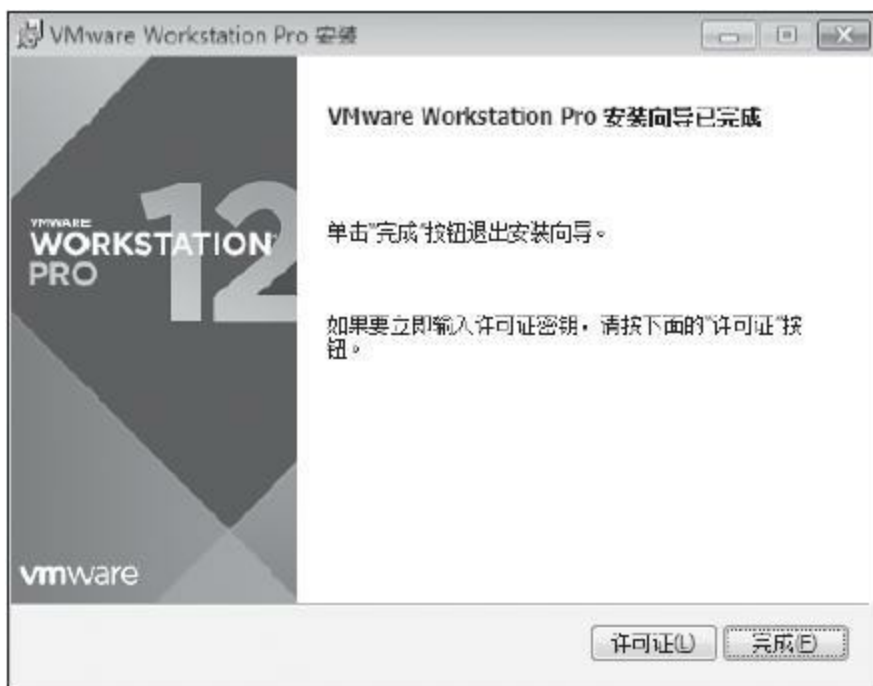 VMware Workstation Pro 安装
VMware Workstation Pro 安装向导已完成
VMWARE
WORKSTATION
PRO
12
单击"完成"按钮退出安装向导。
如果要立即输入许可证密钥，请按下面的"许可证"按
钮。
vmware
许可证(L)
完成(F)